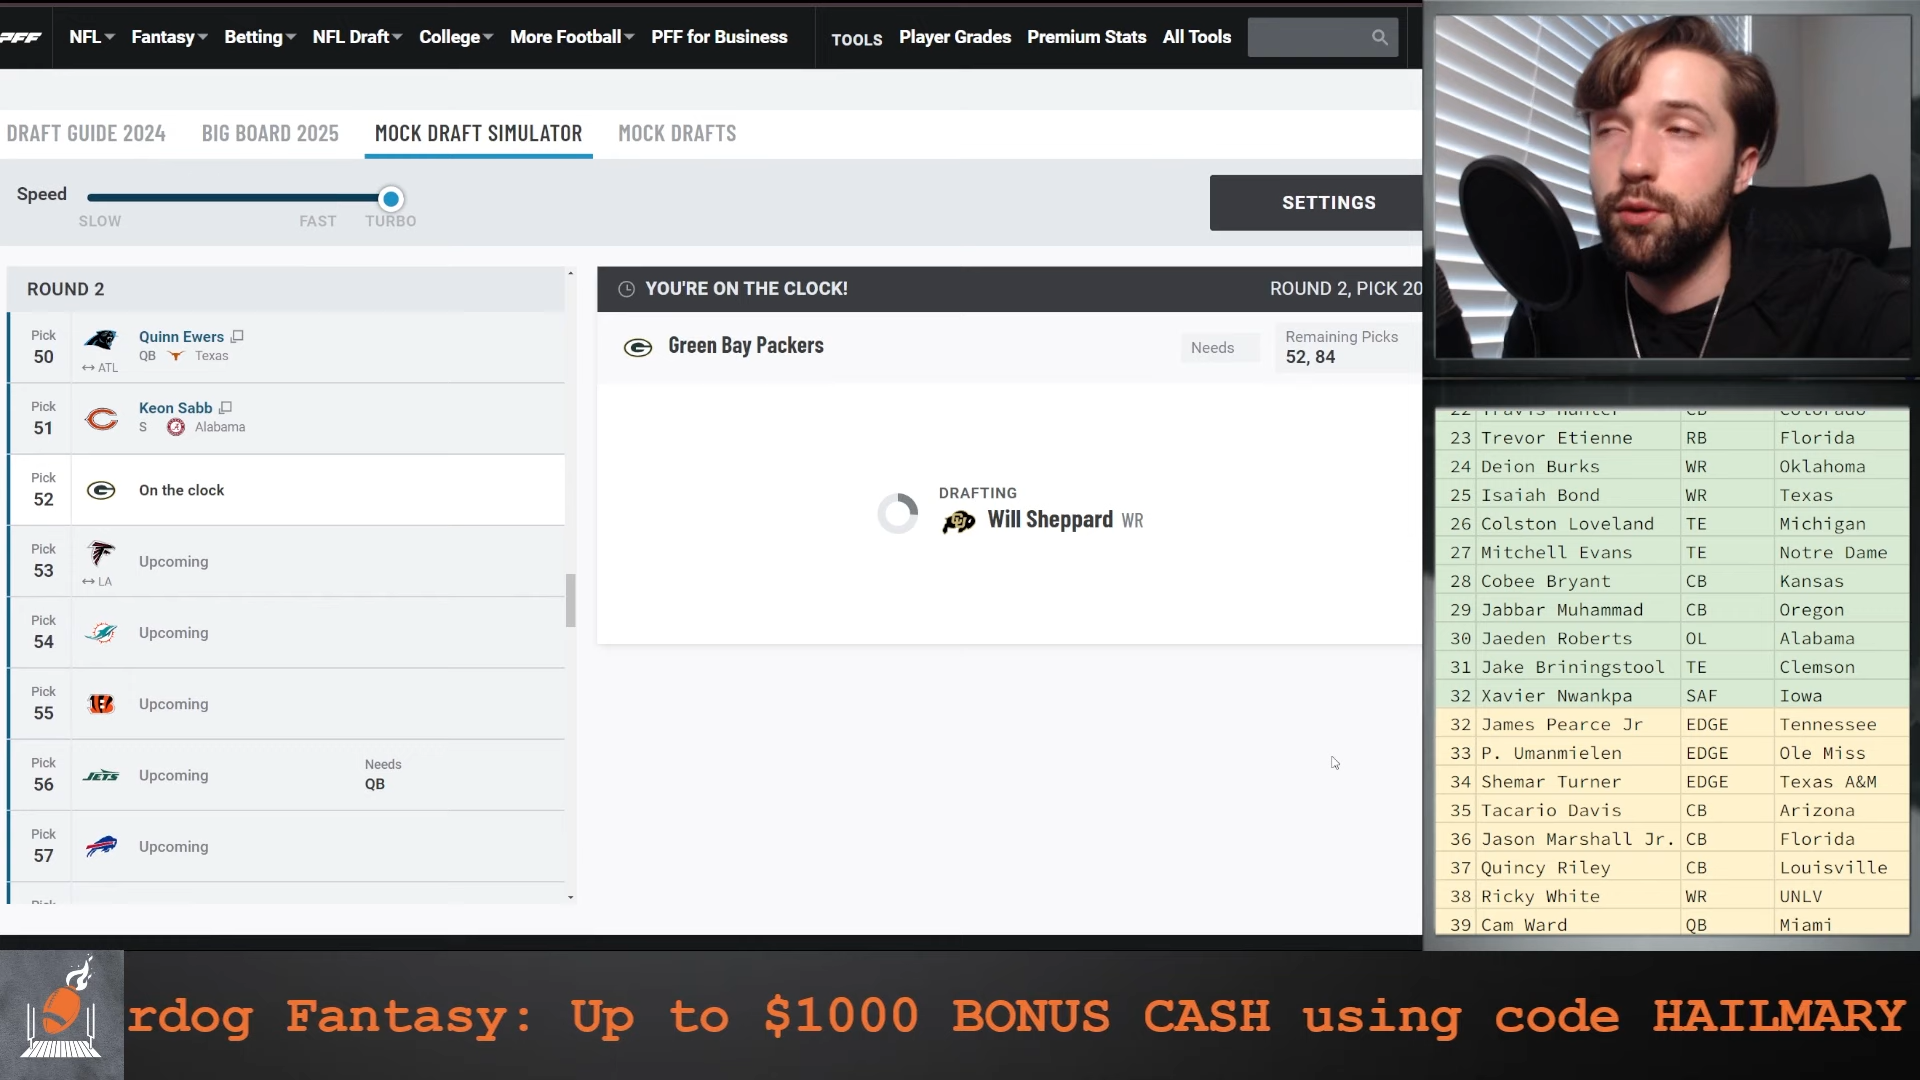 PFF NFL Fantasy Betting NFL Draft College More Football PFF for Business TOOLS Player Grades Premium Stats All Tools
DRAFT GUIDE 2024 BIG BOARD 2025 MOCK DRAFT SIMULATOR MOCK DRAFTS
Speed
SLOW FAST TURBO
SETTINGS
ROUND 2
Pick 50
↔ ATL
Quinn Ewers
QB Texas
Pick 51
Keon Sabb
S Alabama
Pick 52
On the clock
Pick 53
↔ LA
Upcoming
Pick 54
Upcoming
Pick 55
Upcoming
Pick 56
JETS
Upcoming
Needs
QB
Pick 57
Upcoming
YOU'RE ON THE CLOCK! ROUND 2, PICK 20
Green Bay Packers
Needs
Remaining Picks
52, 84
DRAFTING
Will Sheppard WR
22 Travis Hunter CB Colorado
23 Trevor Etienne RB Florida
24 Deion Burks WR Oklahoma
25 Isaiah Bond WR Texas
26 Colston Loveland TE Michigan
27 Mitchell Evans TE Notre Dame
28 Cobee Bryant CB Kansas
29 Jabbar Muhammad CB Oregon
30 Jaeden Roberts OL Alabama
31 Jake Briningstool TE Clemson
32 Xavier Nwankpa SAF Iowa
32 James Pearce Jr EDGE Tennessee
33 P. Umanmielen EDGE Ole Miss
34 Shemar Turner EDGE Texas A&M
35 Tacario Davis CB Arizona
36 Jason Marshall Jr. CB Florida
37 Quincy Riley CB Louisville
38 Ricky White WR UNLV
39 Cam Ward QB Miami
rdog Fantasy: Up to $1000 BONUS CASH using code HAILMARY